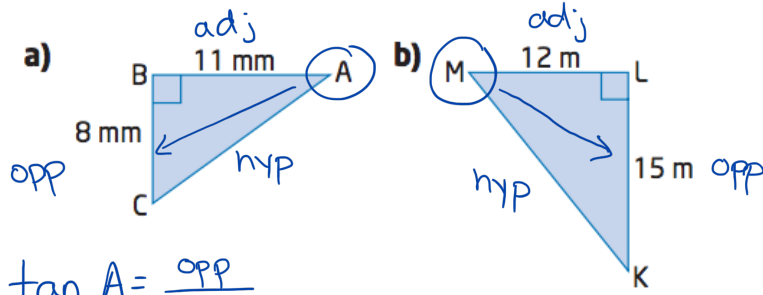 adj
a) 11 mm
B
A
8 mm
opp
hyp
C
tan A = opp
adj
b) 12 m
M
L
15 m opp
hyp
K